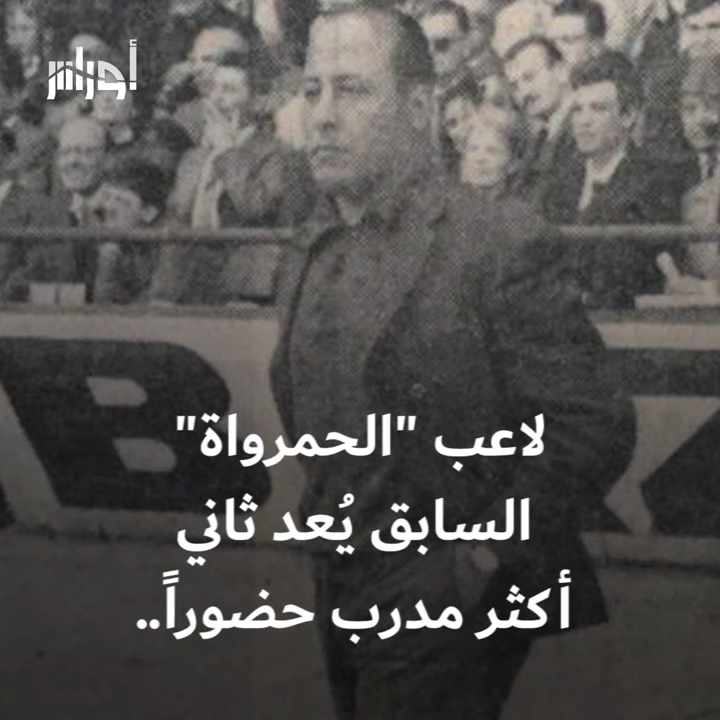 أوراس
لاعب "الحمرواة"
السابق يُعد ثاني
أكثر مدرب حضوراً..